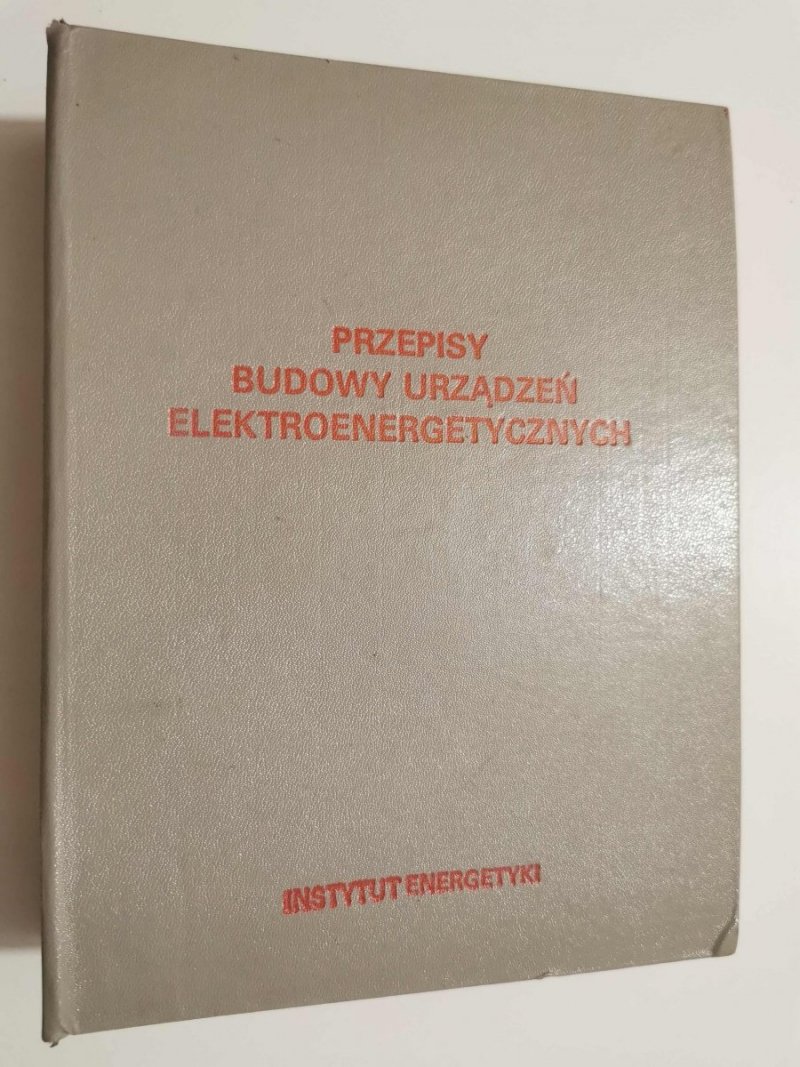 PRZEPISY
BUDOWY URZĄDZEŃ
ELEKTROENERGETYCZNYCH
INSTYTUT ENERGETYKI